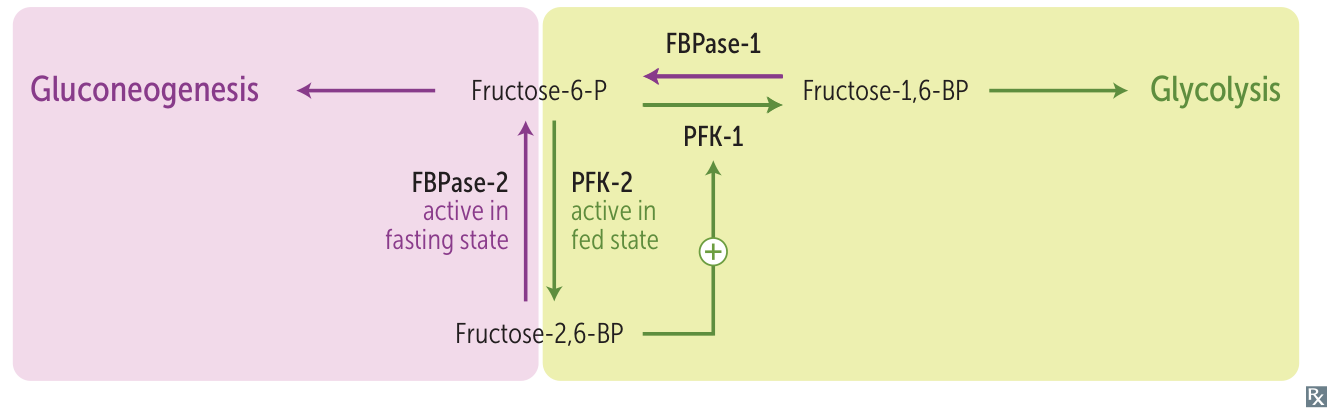 FBPase-1
Gluconeogenesis
Fructose-6-P
Fructose-1,6-BP
Glycolysis
PFK-1
FBPase-2
active in
fasting state
PFK-2
active in
fed state
+
Fructose-2,6-BP
Rx